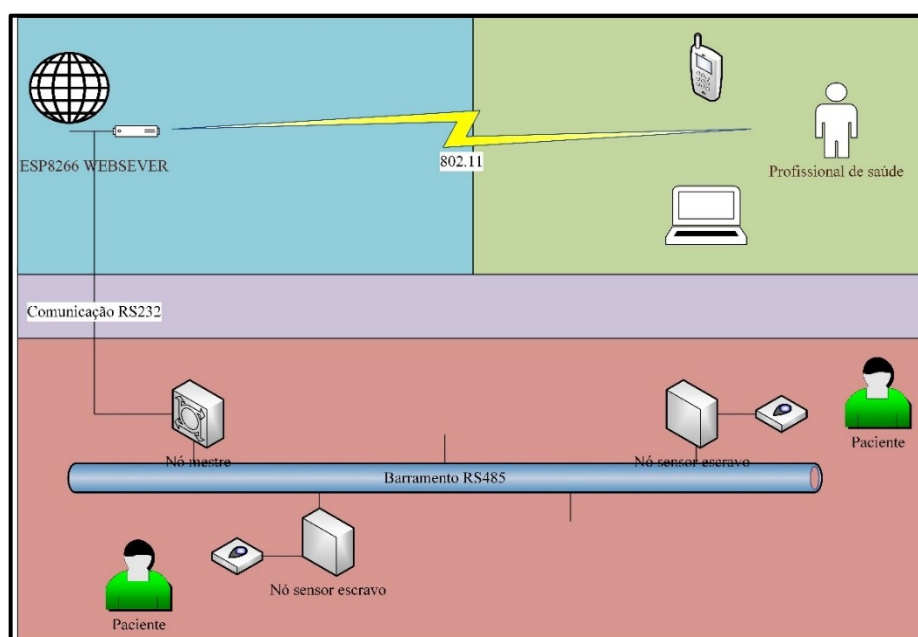 ESP8266 WEBSEVER
802.11
Profissional de saúde
Comunicação RS232
Nó mestre
Nó sensor escravo
Paciente
Barramento RS485
Nó sensor escravo
Paciente